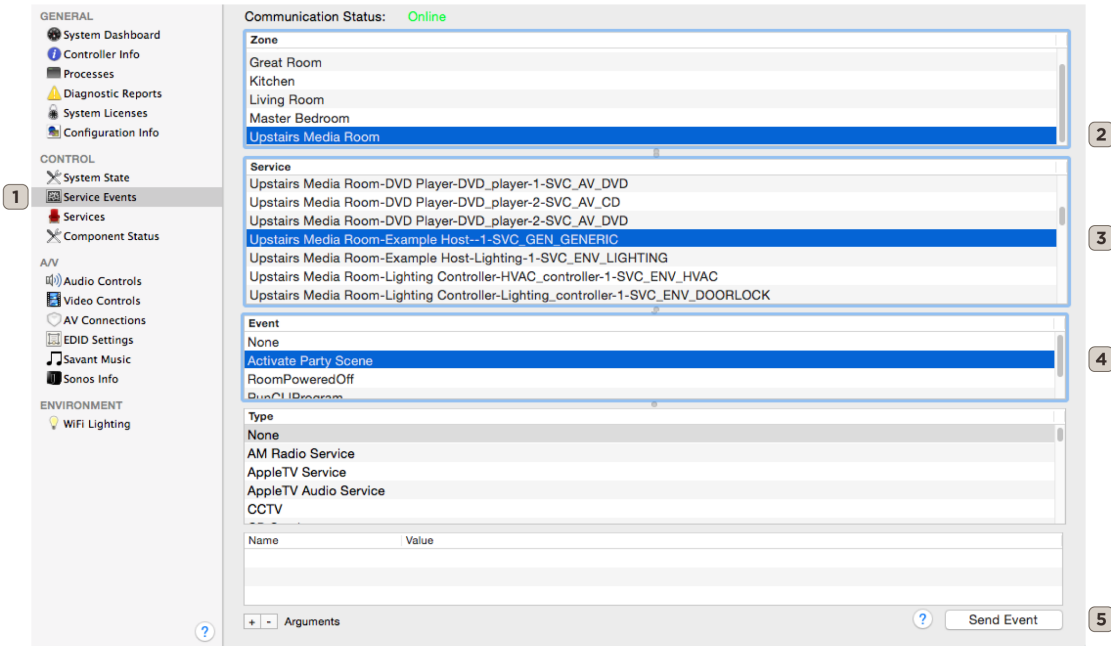 GENERAL
System Dashboard
Controller Info
Processes
Diagnostic Reports
System Licenses
Configuration Info
CONTROL
System State
1
Service Events
Services
Component Status
A/V
Audio Controls
Video Controls
AV Connections
EDID Settings
Savant Music
Sonos Info
ENVIRONMENT
WiFi Lighting
?
Communication Status: Online
Zone
Great Room
Kitchen
Living Room
Master Bedroom
Upstairs Media Room
2
Service
Upstairs Media Room-DVD Player-DVD_player-1-SVC_AV_DVD
Upstairs Media Room-DVD Player-DVD_player-2-SVC_AV_CD
Upstairs Media Room-DVD Player-DVD_player-2-SVC_AV_DVD
Upstairs Media Room-Example Host--1-SVC_GEN_GENERIC
3
Upstairs Media Room-Example Host-Lighting-1-SVC_ENV_LIGHTING
Upstairs Media Room-Lighting Controller-HVAC_controller-1-SVC_ENV_HVAC
Upstairs Media Room-Lighting Controller-Lighting_controller-1-SVC_ENV_DOORLOCK
Event
None
Activate Party Scene
4
RoomPoweredOff
RunCLIProgram
Type
None
AM Radio Service
AppleTV Service
AppleTV Audio Service
CCTV
Name Value
+ - Arguments
? Send Event
5